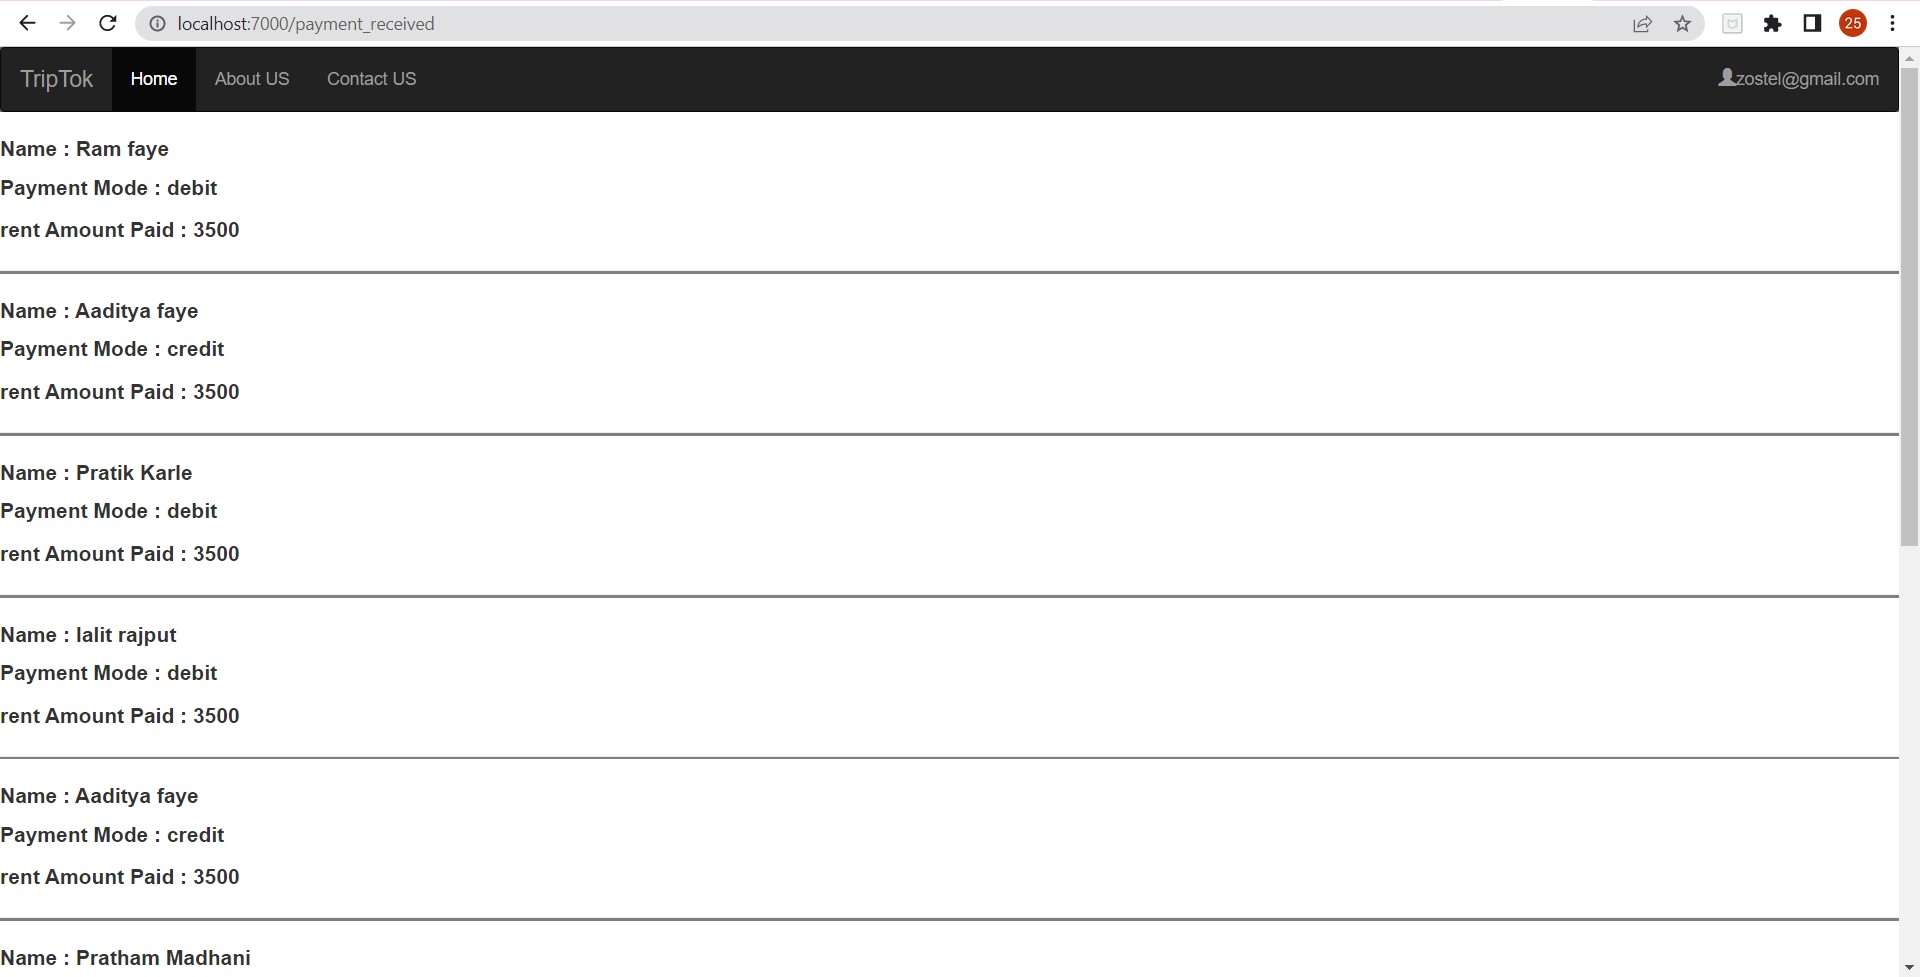 localhost:7000/payment_received
25
TripTok Home About US Contact US zostel@gmail.com
Name : Ram faye
Payment Mode : debit
rent Amount Paid : 3500
Name : Aaditya faye
Payment Mode : credit
rent Amount Paid : 3500
Name : Pratik Karle
Payment Mode : debit
rent Amount Paid : 3500
Name : lalit rajput
Payment Mode : debit
rent Amount Paid : 3500
Name : Aaditya faye
Payment Mode : credit
rent Amount Paid : 3500
Name : Pratham Madhani